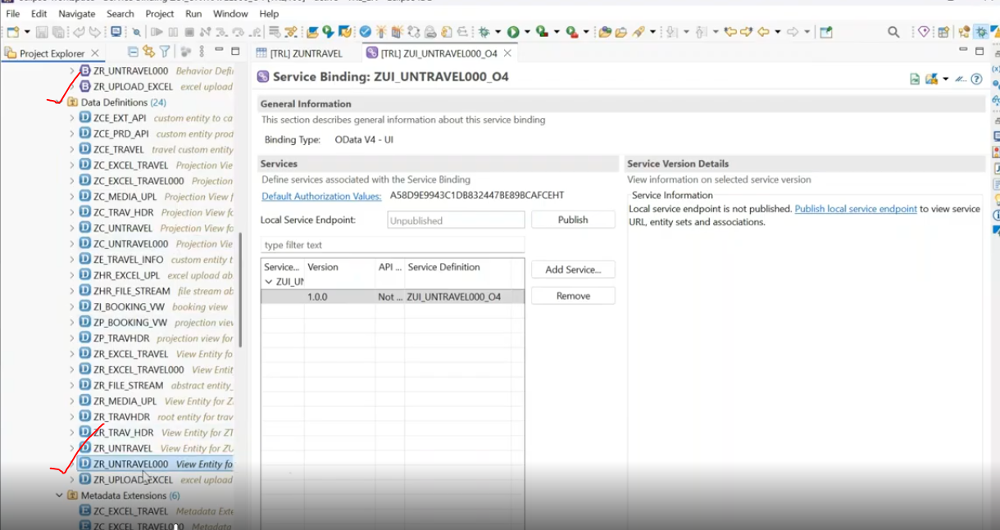 File Edit Navigate Search Project Run Window Help
Project Explorer
ZR_UNTRAVEL000 Behavior Defi
ZR_UPLOAD_EXCEL excel upload
Data Definitions (24)
ZCE_EXT_API custom entity to ca
ZCE_PRD_API custom entity prod
ZCE_TRAVEL travel custom entity
ZC_EXCEL_TRAVEL Projection Vie
ZC_EXCEL_TRAVEL000 Projection
ZC_MEDIA_UPL Projection View f
ZC_TRAV_HDR Projection View fo
ZC_UNTRAVEL Projection View fo
ZC_UNTRAVEL000 Projection Vie
ZE_TRAVEL_INFO custom entity t
ZHR_EXCEL_UPL excel upload ab
ZHR_FILE_STREAM file stream ab
ZI_BOOKING_VW booking view
ZP_BOOKING_VW projection view
ZP_TRAVHDR projection view for
ZR_EXCEL_TRAVEL View Entity fo
ZR_EXCEL_TRAVEL000 View Entit
ZR_FILE_STREAM abstract entity_
ZR_MEDIA_UPL View Entity for Z
ZR_TRAVHDR root entity for trav
ZR_TRAV_HDR View Entity for ZT
ZR_UNTRAVEL View Entity for ZU
ZR_UNTRAVEL000 View Entity fo
ZR_UPLOAD_EXCEL excel upload
Metadata Extensions (6)
ZC_EXCEL_TRAVEL Metadata Exte
ZC_EXCEL_TRAVEL000 Metadata
[TRL] ZUNTRAVEL
[TRL] ZUI_UNTRAVEL000_O4
Service Binding: ZUI_UNTRAVEL000_O4
General Information
This section describes general information about this service binding
Binding Type: OData V4 - UI
Services
Define services associated with the Service Binding
Default Authorization Values: A58D9E9943C1DB832447BE89BCAFCEHT
Local Service Endpoint: Unpublished Publish
type filter text
Service... Version API ... Service Definition
ZUI_UN
1.0.0 Not ... ZUI_UNTRAVEL000_O4
Add Service...
Remove
Service Version Details
View information on selected service version
Service Information
Local service endpoint is not published. Publish local service endpoint to view service
URL, entity sets and associations.